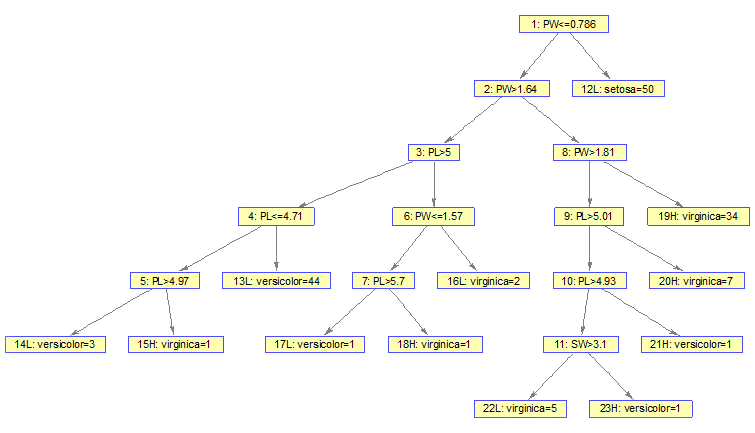 1: PW<=0.786
2: PW>1.64
12L: setosa=50
3: PL>5
8: PW>1.81
4: PL<=4.71
6: PW<=1.57
9: PL>5.01
19H: virginica=34
5: PL>4.97
13L: versicolor=44
7: PL>5.7
16L: virginica=2
10: PL>4.93
20H: virginica=7
14L: versicolor=3
15H: virginica=1
17L: versicolor=1
18H: virginica=1
11: SW>3.1
21H: versicolor=1
22L: virginica=5
23H: versicolor=1